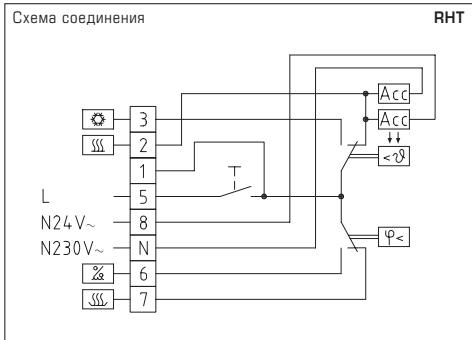 Схема соединения RHT
Acc
3 Acc
2 <ϑ
1
L 5
N24V~ 8
N230V~ N φ<
% 6
7